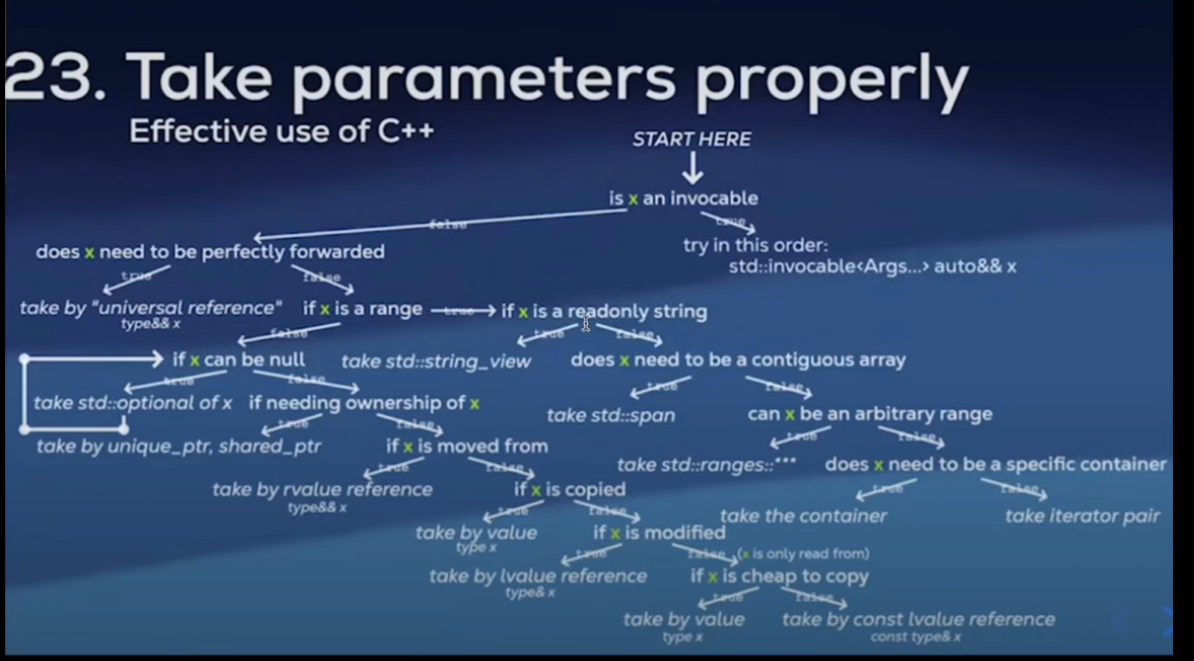 23. Take parameters properly
Effective use of C++
START HERE
is x an invocable
false
true
does x need to be perfectly forwarded
try in this order:
std::invocable<Args...> auto&& x
true
false
take by "universal reference"
type&& x
if x is a range
true
if x is a readonly string
false
true
false
if x can be null
take std::string_view
does x need to be a contiguous array
true
false
true
false
take std::optional of x
if needing ownership of x
take std::span
can x be an arbitrary range
true
false
true
false
take by unique_ptr, shared_ptr
if x is moved from
take std::ranges::***
does x need to be a specific container
true
false
true
false
take by rvalue reference
type&& x
if x is copied
take the container
take iterator pair
true
false
take by value
type x
if x is modified
true
false
(x is only read from)
take by lvalue reference
type& x
if x is cheap to copy
true
false
take by value
type x
take by const lvalue reference
const type& x